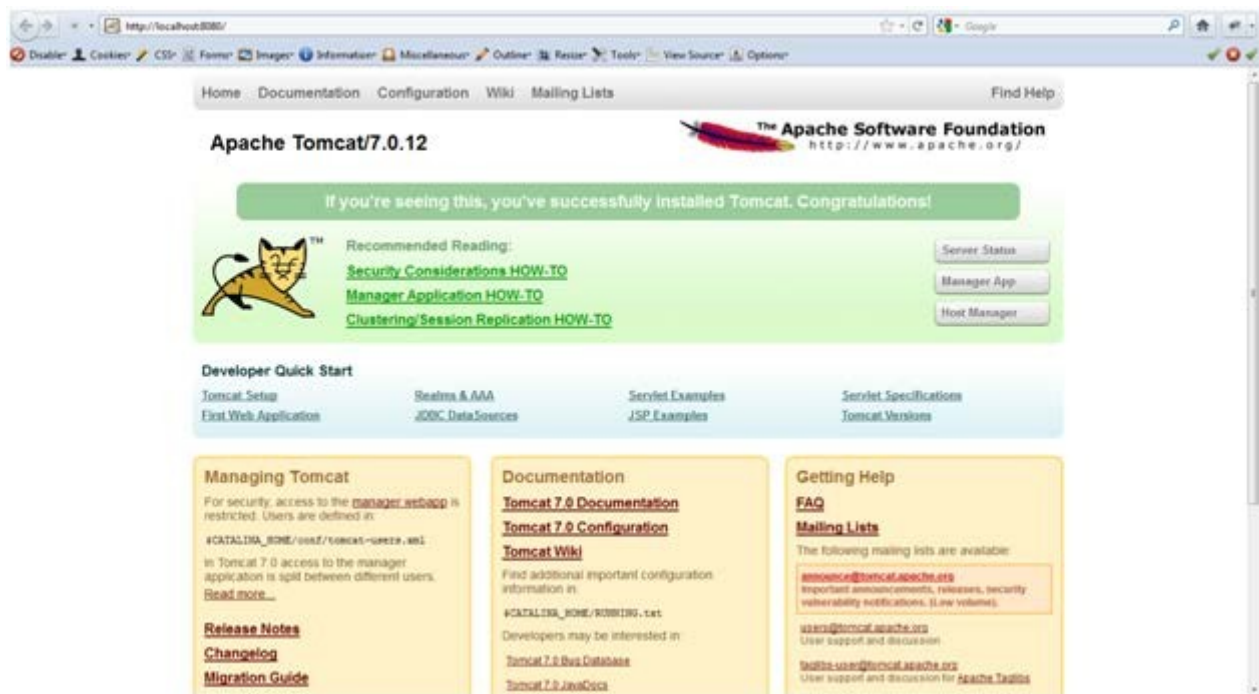 http://localhost:8080/
Google
Disable Cookies CSS Forms Images Information Miscellaneous Outline Resize Tools View Source Options
Home Documentation Configuration Wiki Mailing Lists Find Help
Apache Tomcat/7.0.12
The Apache Software Foundation
http://www.apache.org/
If you're seeing this, you've successfully installed Tomcat. Congratulations!
TM
Recommended Reading:
Security Considerations HOW-TO
Manager Application HOW-TO
Clustering/Session Replication HOW-TO
Server Status
Manager App
Host Manager
Developer Quick Start
Tomcat Setup Realms & AAA Servlet Examples Servlet Specifications
First Web Application JDBC DataSources JSP Examples Tomcat Versions
Managing Tomcat
For security, access to the manager webapp is
restricted. Users are defined in:
$CATALINA_HOME/conf/tomcat-users.xml
In Tomcat 7.0 access to the manager
application is split between different users.
Read more...
Release Notes
Changelog
Migration Guide
Documentation
Tomcat 7.0 Documentation
Tomcat 7.0 Configuration
Tomcat Wiki
Find additional important configuration
information in:
$CATALINA_HOME/RUNNING.txt
Developers may be interested in:
Tomcat 7.0 Bug Database
Tomcat 7.0 JavaDocs
Getting Help
FAQ
Mailing Lists
The following mailing lists are available:
announce@tomcat.apache.org
Important announcements, releases, security
vulnerability notifications. (Low volume).
users@tomcat.apache.org
User support and discussion
taglibs-user@tomcat.apache.org
User support and discussion for Apache Taglibs